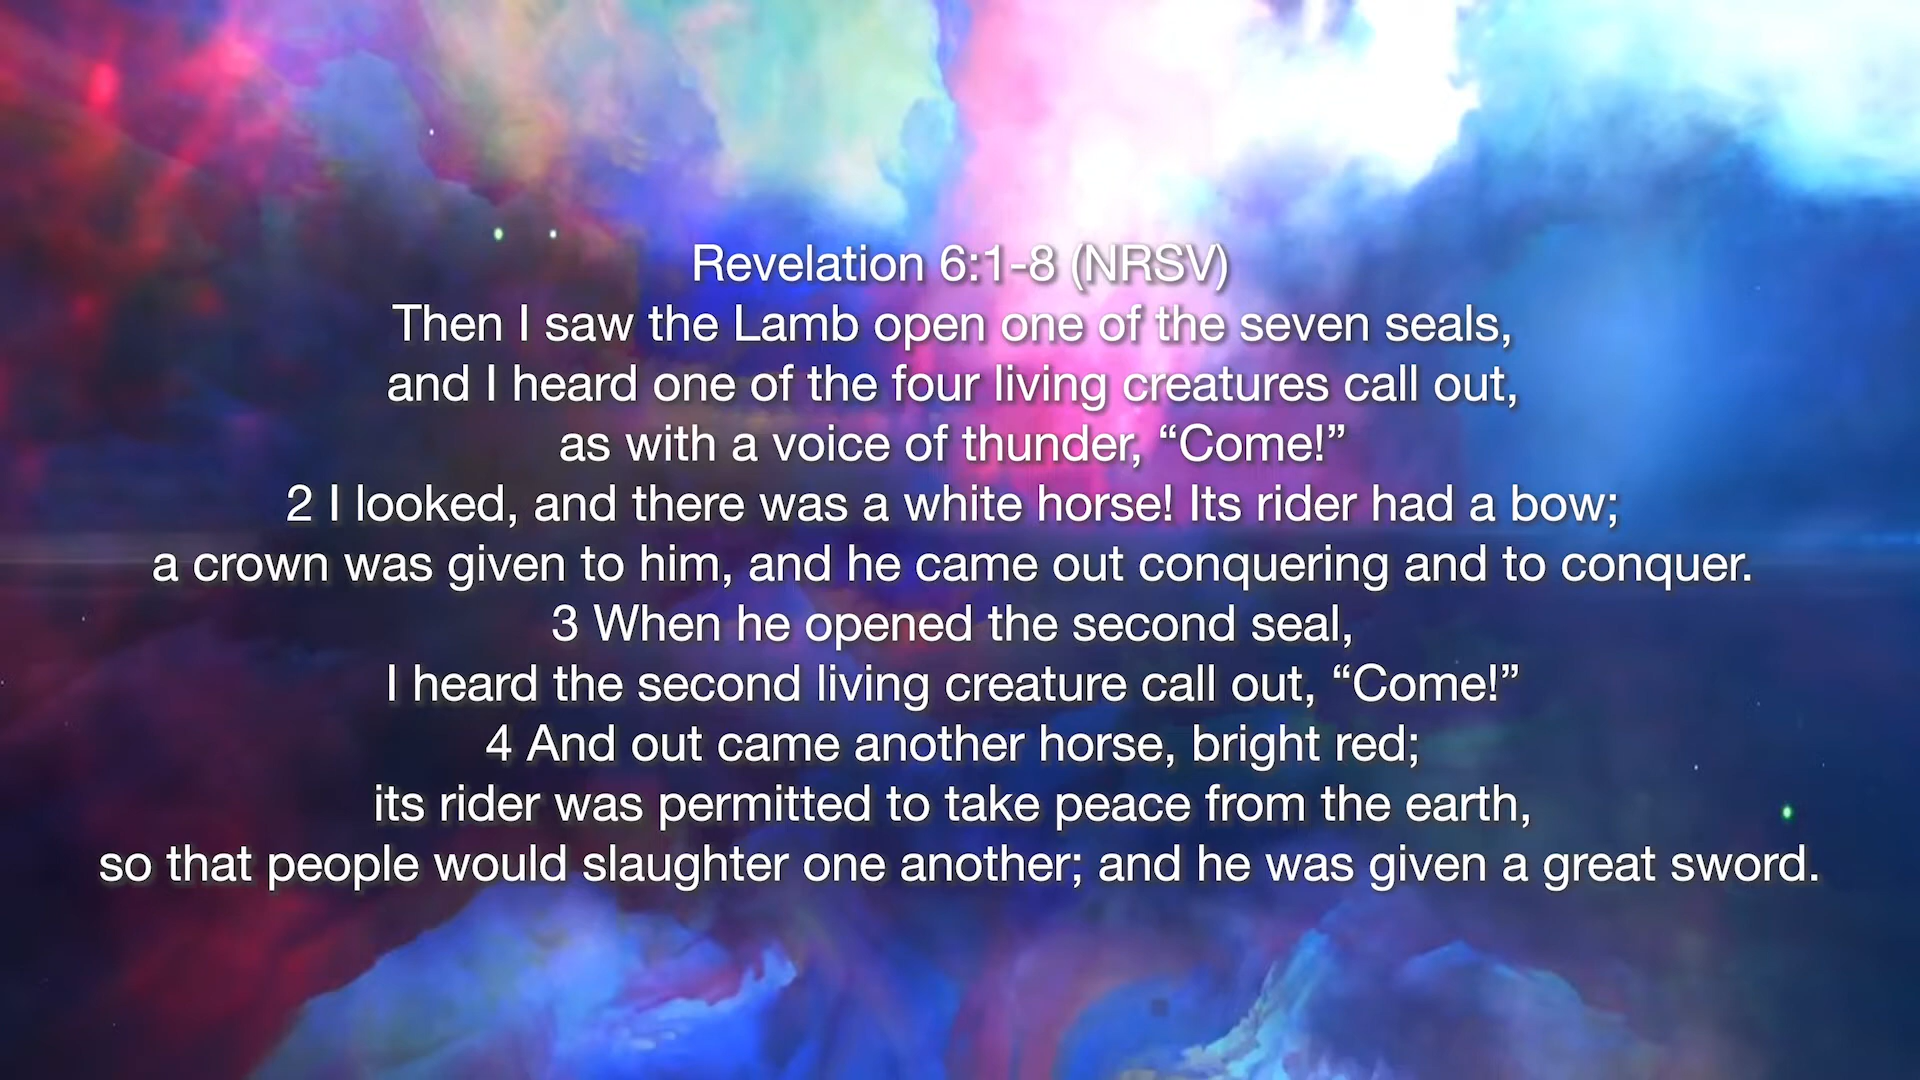 Revelation 6:1-8 (NRSV)
Then I saw the Lamb open one of the seven seals,
and I heard one of the four living creatures call out,
as with a voice of thunder, “Come!”
2 I looked, and there was a white horse! Its rider had a bow;
a crown was given to him, and he came out conquering and to conquer.
3 When he opened the second seal,
I heard the second living creature call out, “Come!”
4 And out came another horse, bright red;
its rider was permitted to take peace from the earth,
so that people would slaughter one another; and he was given a great sword.